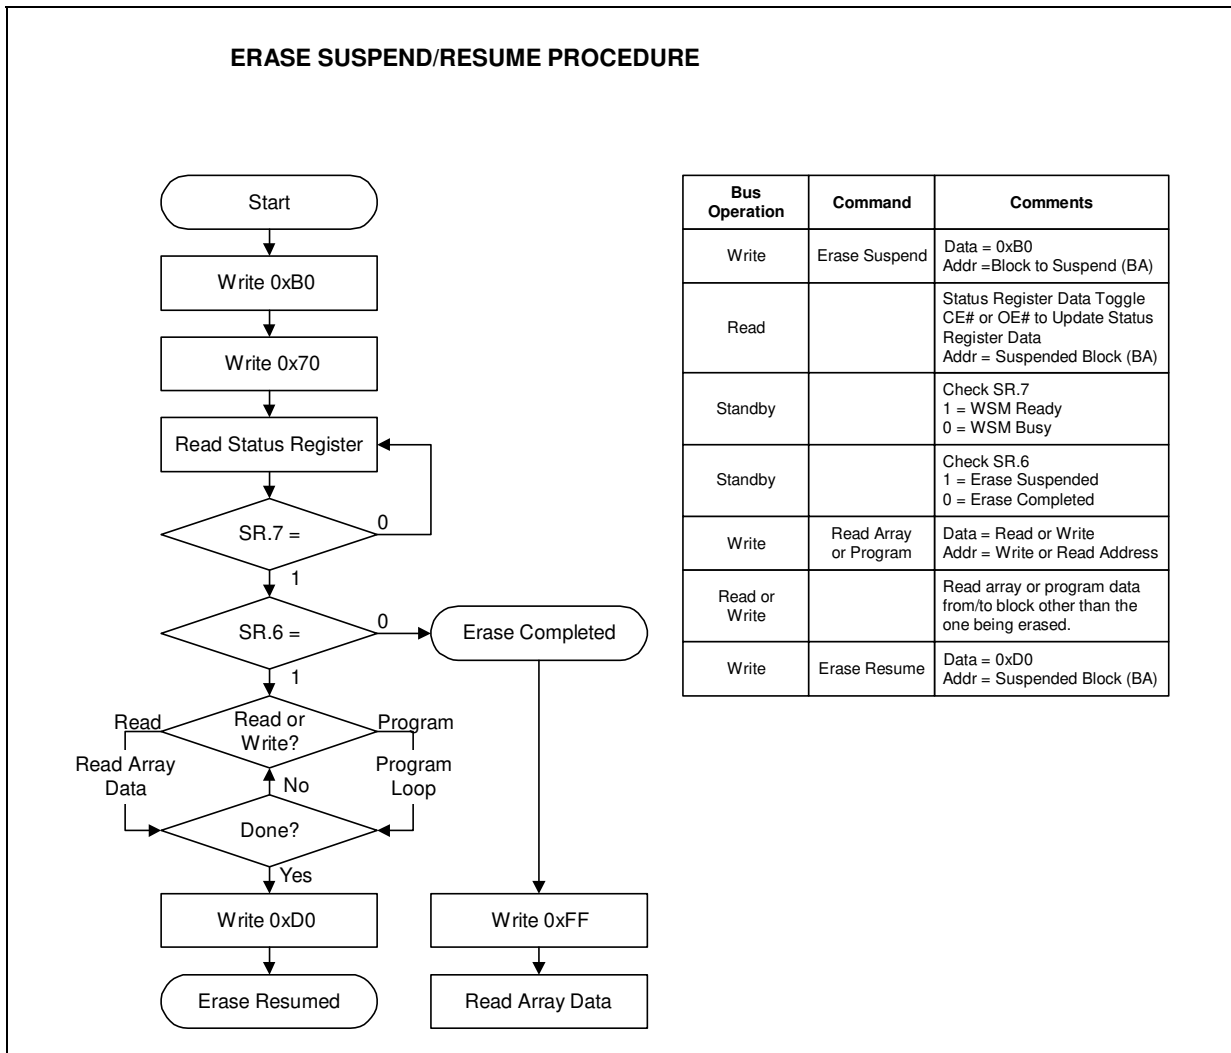 ERASE SUSPEND/RESUME PROCEDURE
Start
Write 0xB0
Write 0x70
Read Status Register
SR.7 =
0
1
SR.6 =
0
Erase Completed
1
Read
Read or
Write?
Program
Read Array
Data
Program
Loop
No
Done?
Yes
Write 0xD0
Write 0xFF
Erase Resumed
Read Array Data
Bus
Operation
Command
Comments
Write
Erase Suspend
Data = 0xB0
Addr =Block to Suspend (BA)
Read
Status Register Data Toggle
CE# or OE# to Update Status
Register Data
Addr = Suspended Block (BA)
Standby
Check SR.7
1 = WSM Ready
0 = WSM Busy
Standby
Check SR.6
1 = Erase Suspended
0 = Erase Completed
Write
Read Array
or Program
Data = Read or Write
Addr = Write or Read Address
Read or
Write
Read array or program data
from/to block other than the
one being erased.
Write
Erase Resume
Data = 0xD0
Addr = Suspended Block (BA)